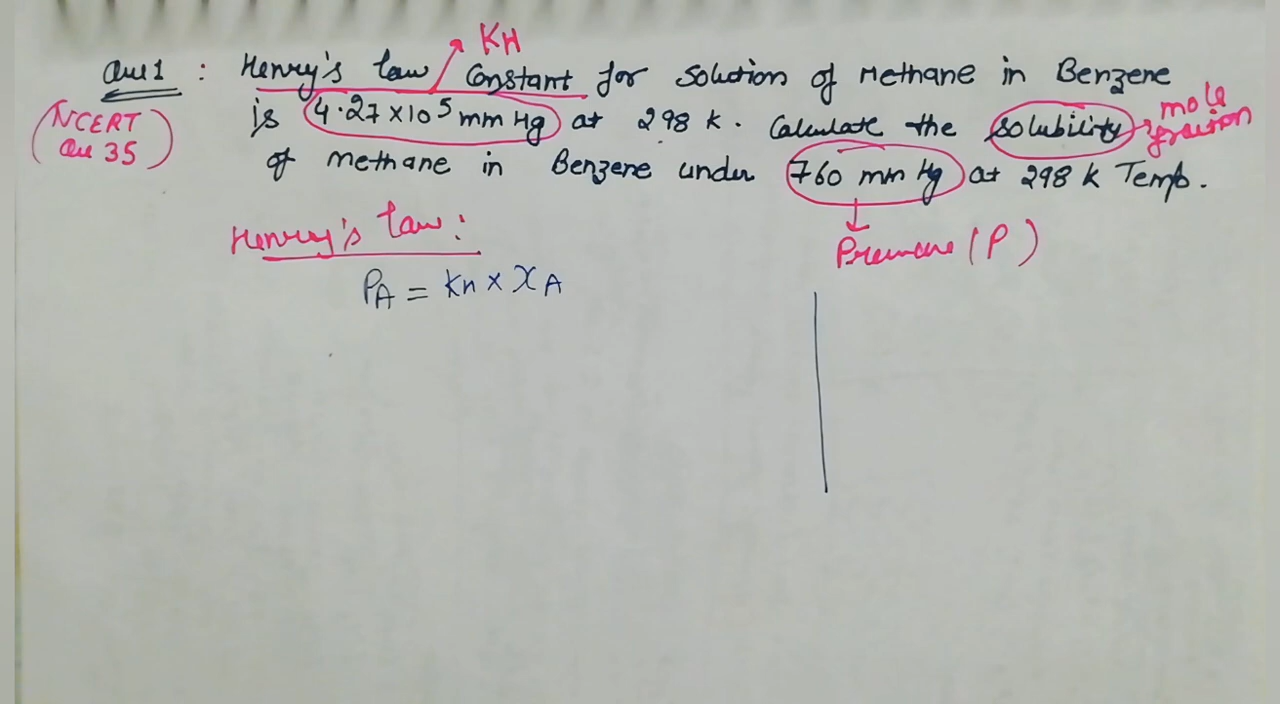 KH
Que 1 : Henry's law Constant for Solution of Methane in Benzene
(NCERT
Que 35)
is 4.27 x 10⁵ mm Hg at 298 K. Calculate the solubility
mole
fraction
of methane in Benzene under 760 mm Hg at 298 K Temp.
Henry's law :
Pressure (P)
PA = KH × XA